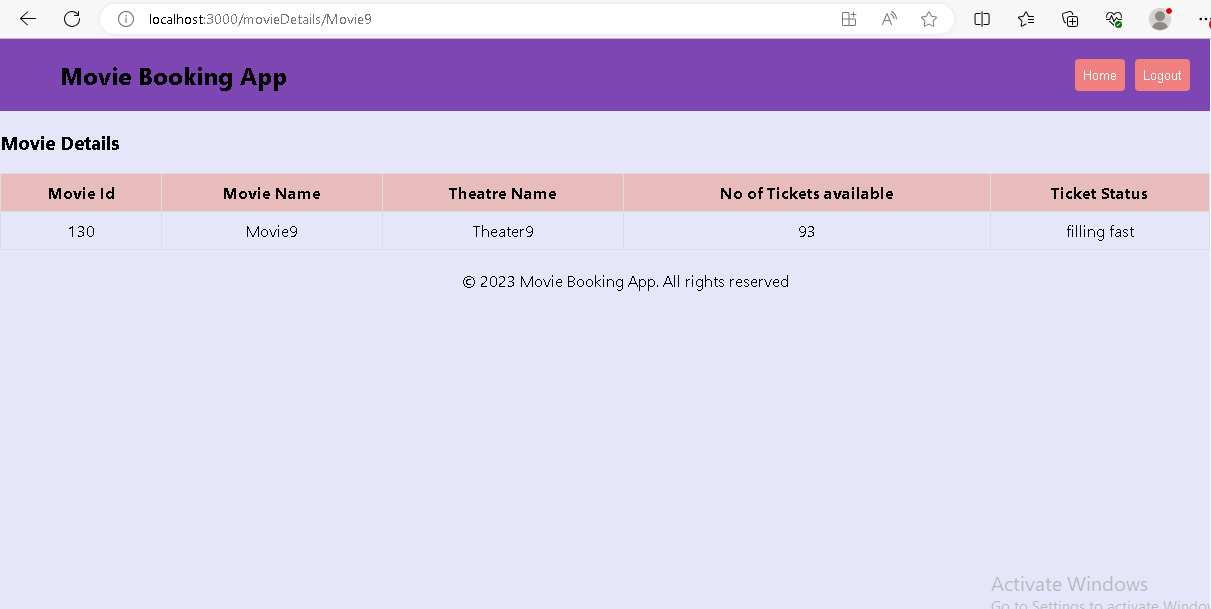 localhost:3000/movieDetails/Movie9
Movie Booking App
Home Logout
Movie Details
Movie Id Movie Name Theatre Name No of Tickets available Ticket Status
130 Movie9 Theater9 93 filling fast
© 2023 Movie Booking App. All rights reserved
Activate Windows
Go to Settings to activate Window